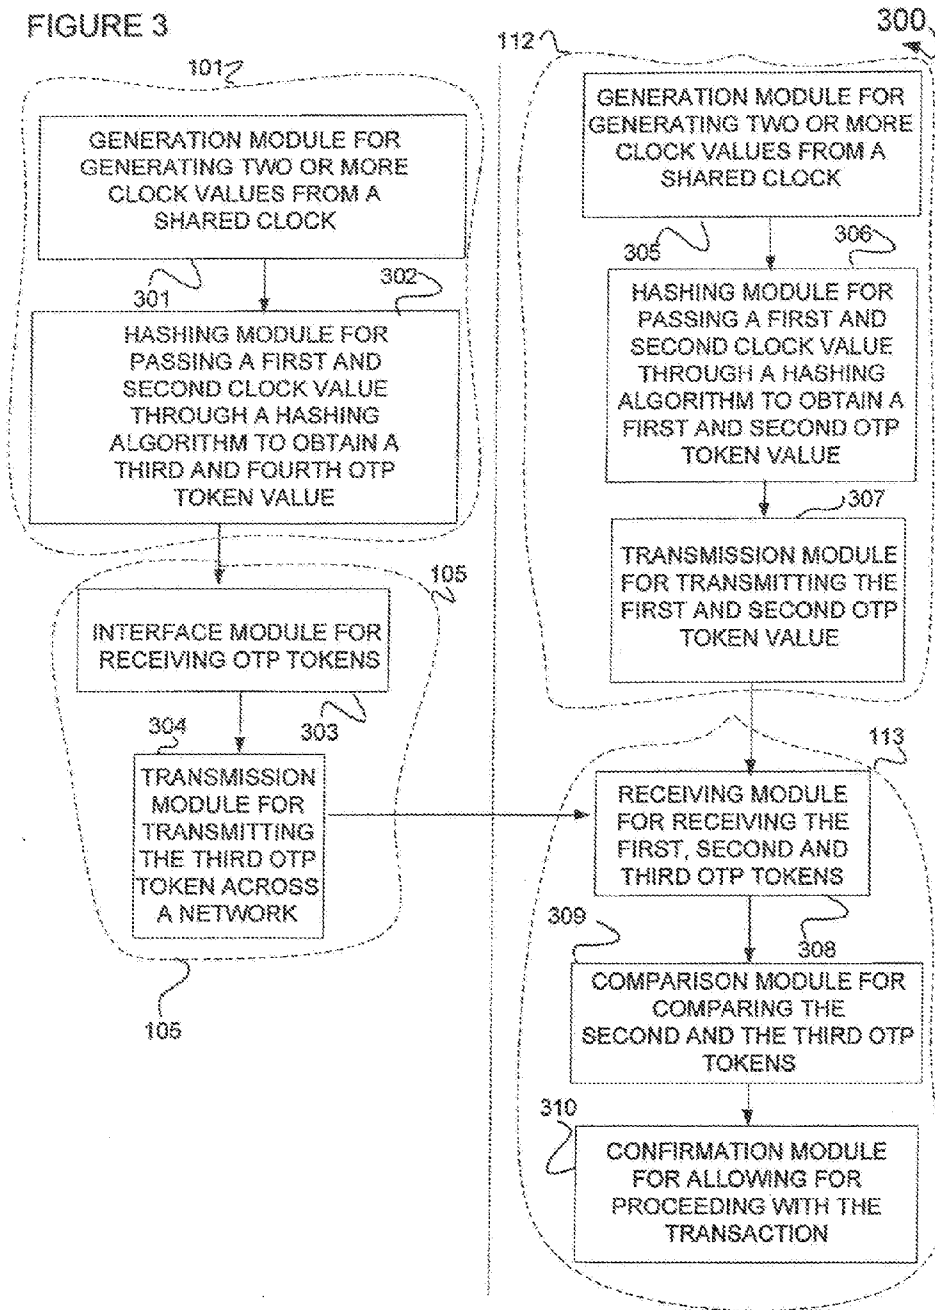 FIGURE 3
300
101
GENERATION MODULE FOR
GENERATING TWO OR MORE
CLOCK VALUES FROM A
SHARED CLOCK
301
302
HASHING MODULE FOR
PASSING A FIRST AND
SECOND CLOCK VALUE
THROUGH A HASHING
ALGORITHM TO OBTAIN A
THIRD AND FOURTH OTP
TOKEN VALUE
105
INTERFACE MODULE FOR
RECEIVING OTP TOKENS
303
304
TRANSMISSION
MODULE FOR
TRANSMITTING
THE THIRD OTP
TOKEN ACROSS
A NETWORK
105
112
GENERATION MODULE FOR
GENERATING TWO OR MORE
CLOCK VALUES FROM A
SHARED CLOCK
305
306
HASHING MODULE FOR
PASSING A FIRST AND
SECOND CLOCK VALUE
THROUGH A HASHING
ALGORITHM TO OBTAIN A
FIRST AND SECOND OTP
TOKEN VALUE
307
TRANSMISSION MODULE
FOR TRANSMITTING THE
FIRST AND SECOND OTP
TOKEN VALUE
113
RECEIVING MODULE
FOR RECEIVING THE
FIRST, SECOND AND
THIRD OTP TOKENS
308
309
COMPARISON MODULE FOR
COMPARING THE
SECOND AND THE THIRD OTP
TOKENS
310
CONFIRMATION MODULE
FOR ALLOWING FOR
PROCEEDING WITH THE
TRANSACTION